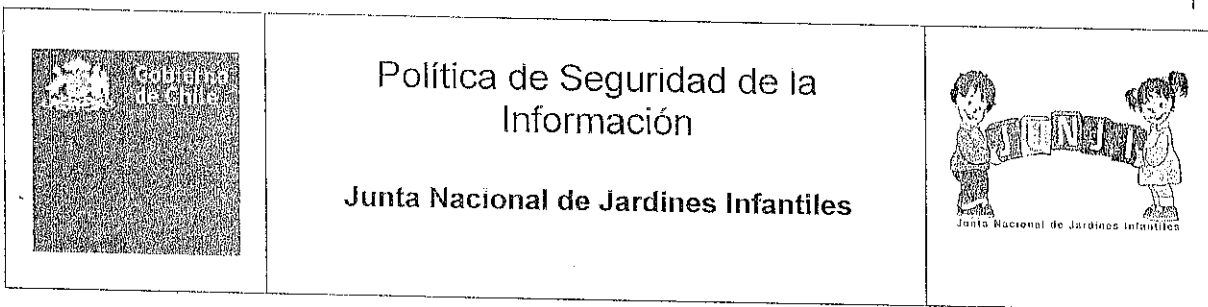 Gobierno
de Chile
Política de Seguridad de la
Información
Junta Nacional de Jardines Infantiles
JUNJI
Junta Nacional de Jardines Infantiles